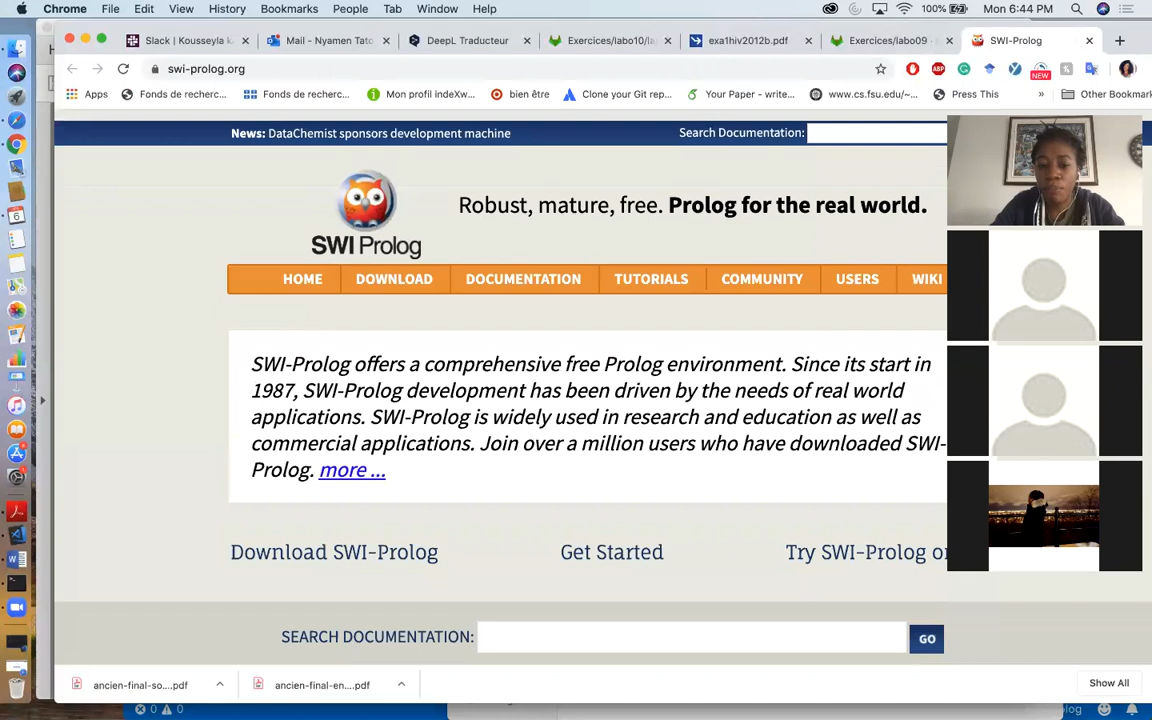 Chrome File Edit View History Bookmarks People Tab Window Help 100% Mon 6:44 PM
Slack | Kousseyla k Mail - Nyamen Tato DeepL Traducteur Exercices/labo10/la exa1hiv2012b.pdf Exercices/labo09 SWI-Prolog
swi-prolog.org
ABP NEW
Apps Fonds de recherc... Fonds de recherc... Mon profil indeXw... bien être Clone your Git rep... Your Paper - write... www.cs.fsu.edu/~... Press This » Other Bookmark
News: DataChemist sponsors development machine Search Documentation:
Robust, mature, free. Prolog for the real world.
SWI Prolog
HOME DOWNLOAD DOCUMENTATION TUTORIALS COMMUNITY USERS WIKI
SWI-Prolog offers a comprehensive free Prolog environment. Since its start in
1987, SWI-Prolog development has been driven by the needs of real world
applications. SWI-Prolog is widely used in research and education as well as
commercial applications. Join over a million users who have downloaded SWI-
Prolog. more ...
Download SWI-Prolog Get Started Try SWI-Prolog on
SEARCH DOCUMENTATION: GO
ancien-final-so....pdf ancien-final-en....pdf Show All
0 0 log